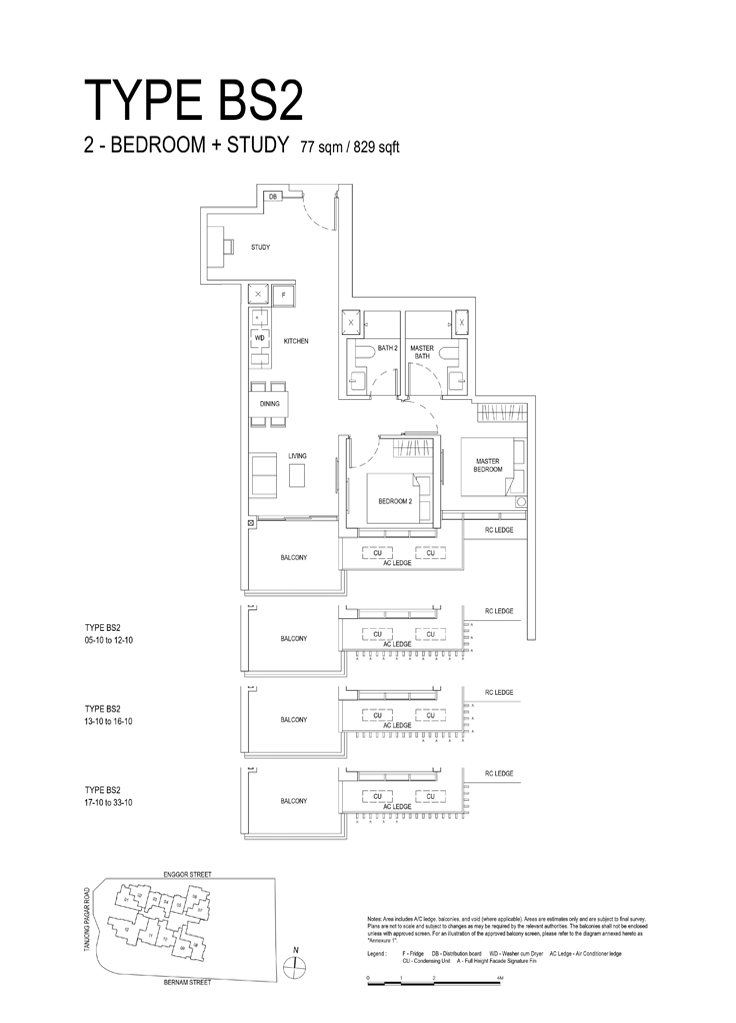 TYPE BS2
2 - BEDROOM + STUDY 77 sqm / 829 sqft
DB
STUDY
F
WD
KITCHEN
BATH 2
MASTER
BATH
DINING
LIVING
MASTER
BEDROOM
BEDROOM 2
RC LEDGE
BALCONY
CU
CU
AC LEDGE
TYPE BS2
05-10 to 12-10
RC LEDGE
BALCONY
CU
CU
AC LEDGE
TYPE BS2
13-10 to 16-10
RC LEDGE
BALCONY
CU
CU
AC LEDGE
TYPE BS2
17-10 to 33-10
RC LEDGE
BALCONY
CU
CU
AC LEDGE
ENGGOR STREET
TANJONG PAGAR ROAD
BERNAM STREET
N
Notes: Area includes A/C ledge, balconies, and void (where applicable). Areas are estimates only and are subject to final survey.
Plans are not to scale and subject to changes as may be required by the relevant authorities. The balconies shall not be enclosed
unless with approved screen. For an illustration of the approved balcony screen, please refer to the diagram annexed hereto as
"Annexure 1".
Legend : F - Fridge DB - Distribution board WD - Washer cum Dryer AC Ledge - Air Conditioner ledge
CU - Condensing Unit A - Full Height Facade Signature Fin
0 1 2 4M